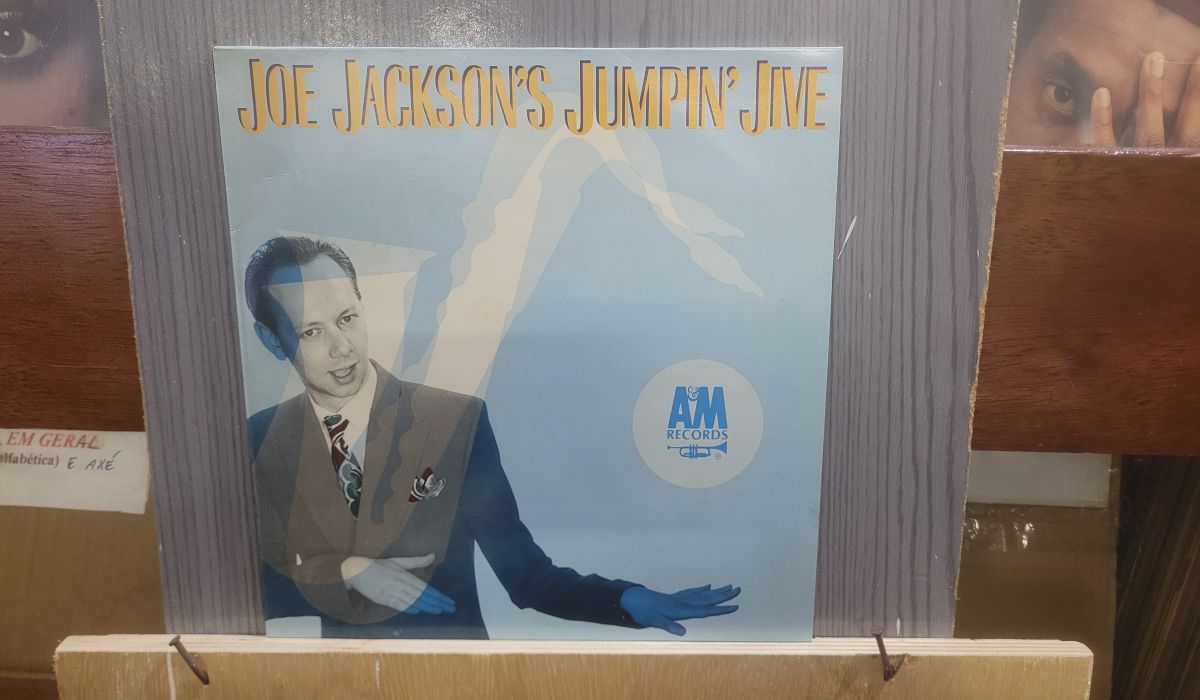 JOE JACKSON'S JUMPIN' JIVE
A&M
RECORDS
®
EM GERAL
E AXÉ